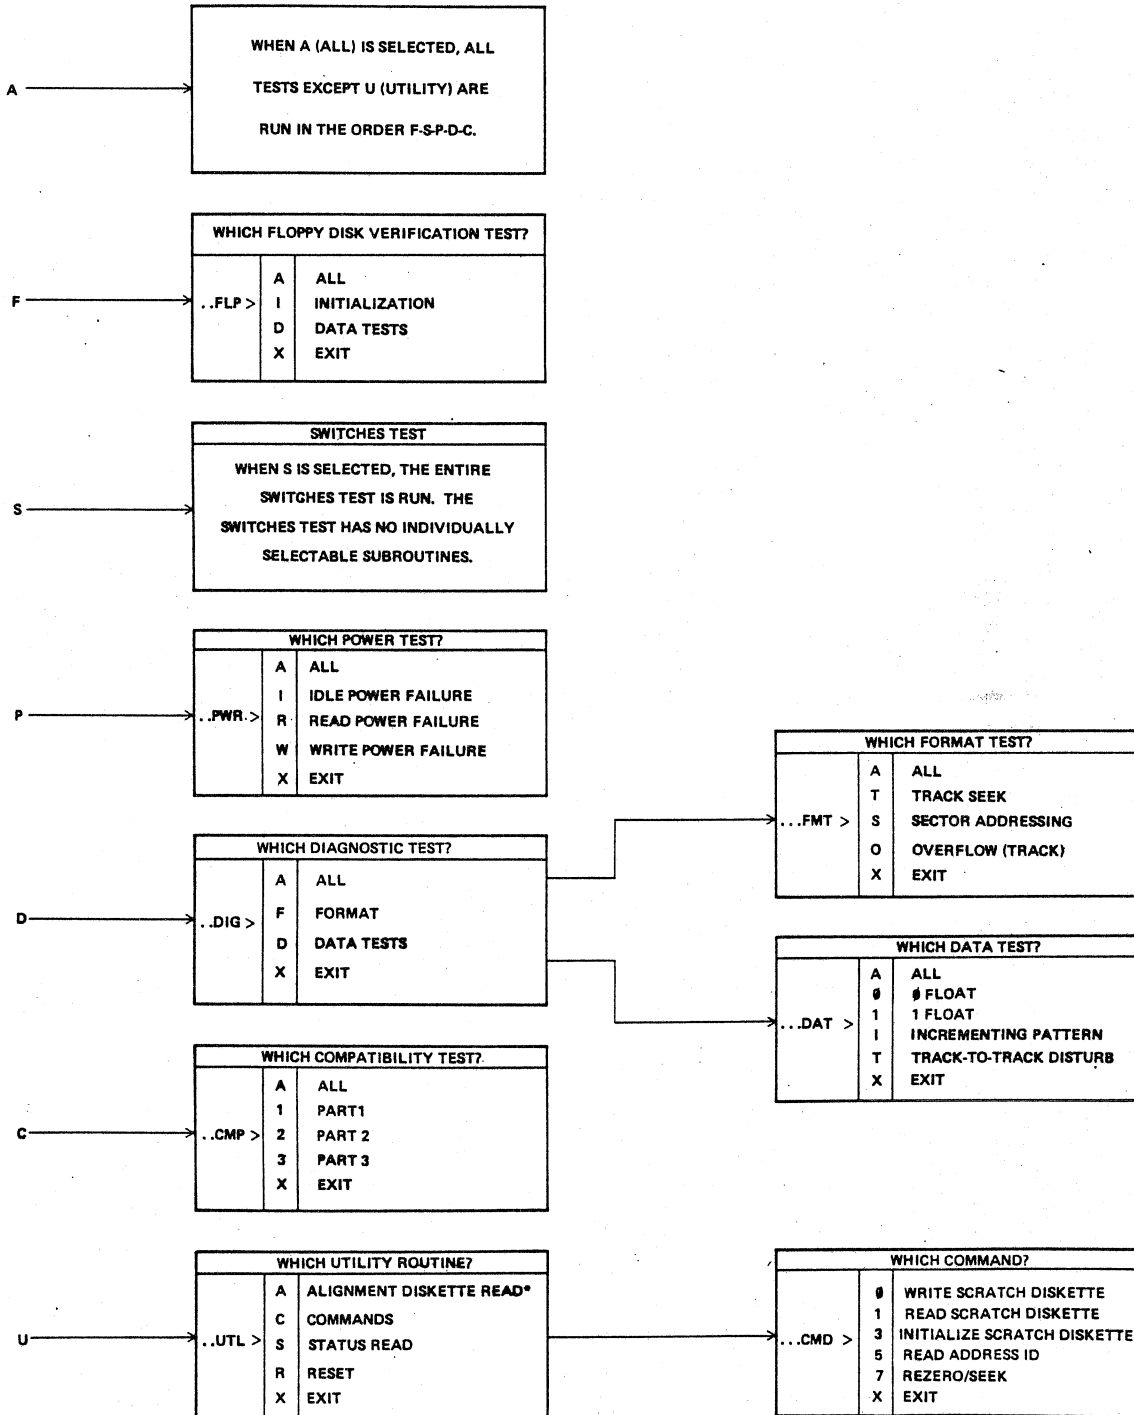 A
WHEN A (ALL) IS SELECTED, ALL
TESTS EXCEPT U (UTILITY) ARE
RUN IN THE ORDER F-S-P-D-C.
F
WHICH FLOPPY DISK VERIFICATION TEST?
..FLP >
A ALL
I INITIALIZATION
D DATA TESTS
X EXIT
S
SWITCHES TEST
WHEN S IS SELECTED, THE ENTIRE
SWITCHES TEST IS RUN. THE
SWITCHES TEST HAS NO INDIVIDUALLY
SELECTABLE SUBROUTINES.
P
WHICH POWER TEST?
..PWR >
A ALL
I IDLE POWER FAILURE
R READ POWER FAILURE
W WRITE POWER FAILURE
X EXIT
D
WHICH DIAGNOSTIC TEST?
..DIG >
A ALL
F FORMAT
D DATA TESTS
X EXIT
WHICH FORMAT TEST?
...FMT >
A ALL
T TRACK SEEK
S SECTOR ADDRESSING
O OVERFLOW (TRACK)
X EXIT
WHICH DATA TEST?
...DAT >
A ALL
Ø Ø FLOAT
1 1 FLOAT
I INCREMENTING PATTERN
T TRACK-TO-TRACK DISTURB
X EXIT
C
WHICH COMPATIBILITY TEST?
..CMP >
A ALL
1 PART1
2 PART 2
3 PART 3
X EXIT
U
WHICH UTILITY ROUTINE?
..UTL >
A ALIGNMENT DISKETTE READ*
C COMMANDS
S STATUS READ
R RESET
X EXIT
WHICH COMMAND?
...CMD >
Ø WRITE SCRATCH DISKETTE
1 READ SCRATCH DISKETTE
3 INITIALIZE SCRATCH DISKETTE
5 READ ADDRESS ID
7 REZERO/SEEK
X EXIT